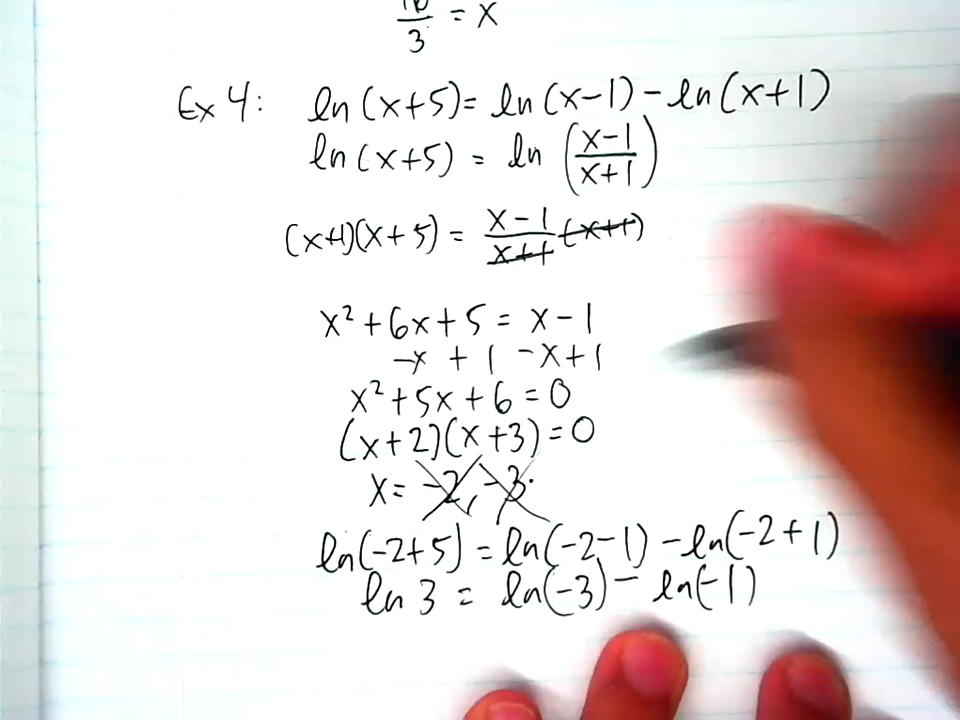 10/3 = x
Ex 4: ln (x+5) = ln (x-1) - ln (x+1)
ln (x+5) = ln ((x-1)/(x+1))
(x+1)(x+5) = (x-1)/(x+1) (x+1)
x² + 6x + 5 = x - 1
-x + 1 -x + 1
x² + 5x + 6 = 0
(x+2)(x+3) = 0
x = -2, -3.
ln(-2+5) = ln(-2-1) - ln(-2+1)
ln 3 = ln(-3) - ln(-1)